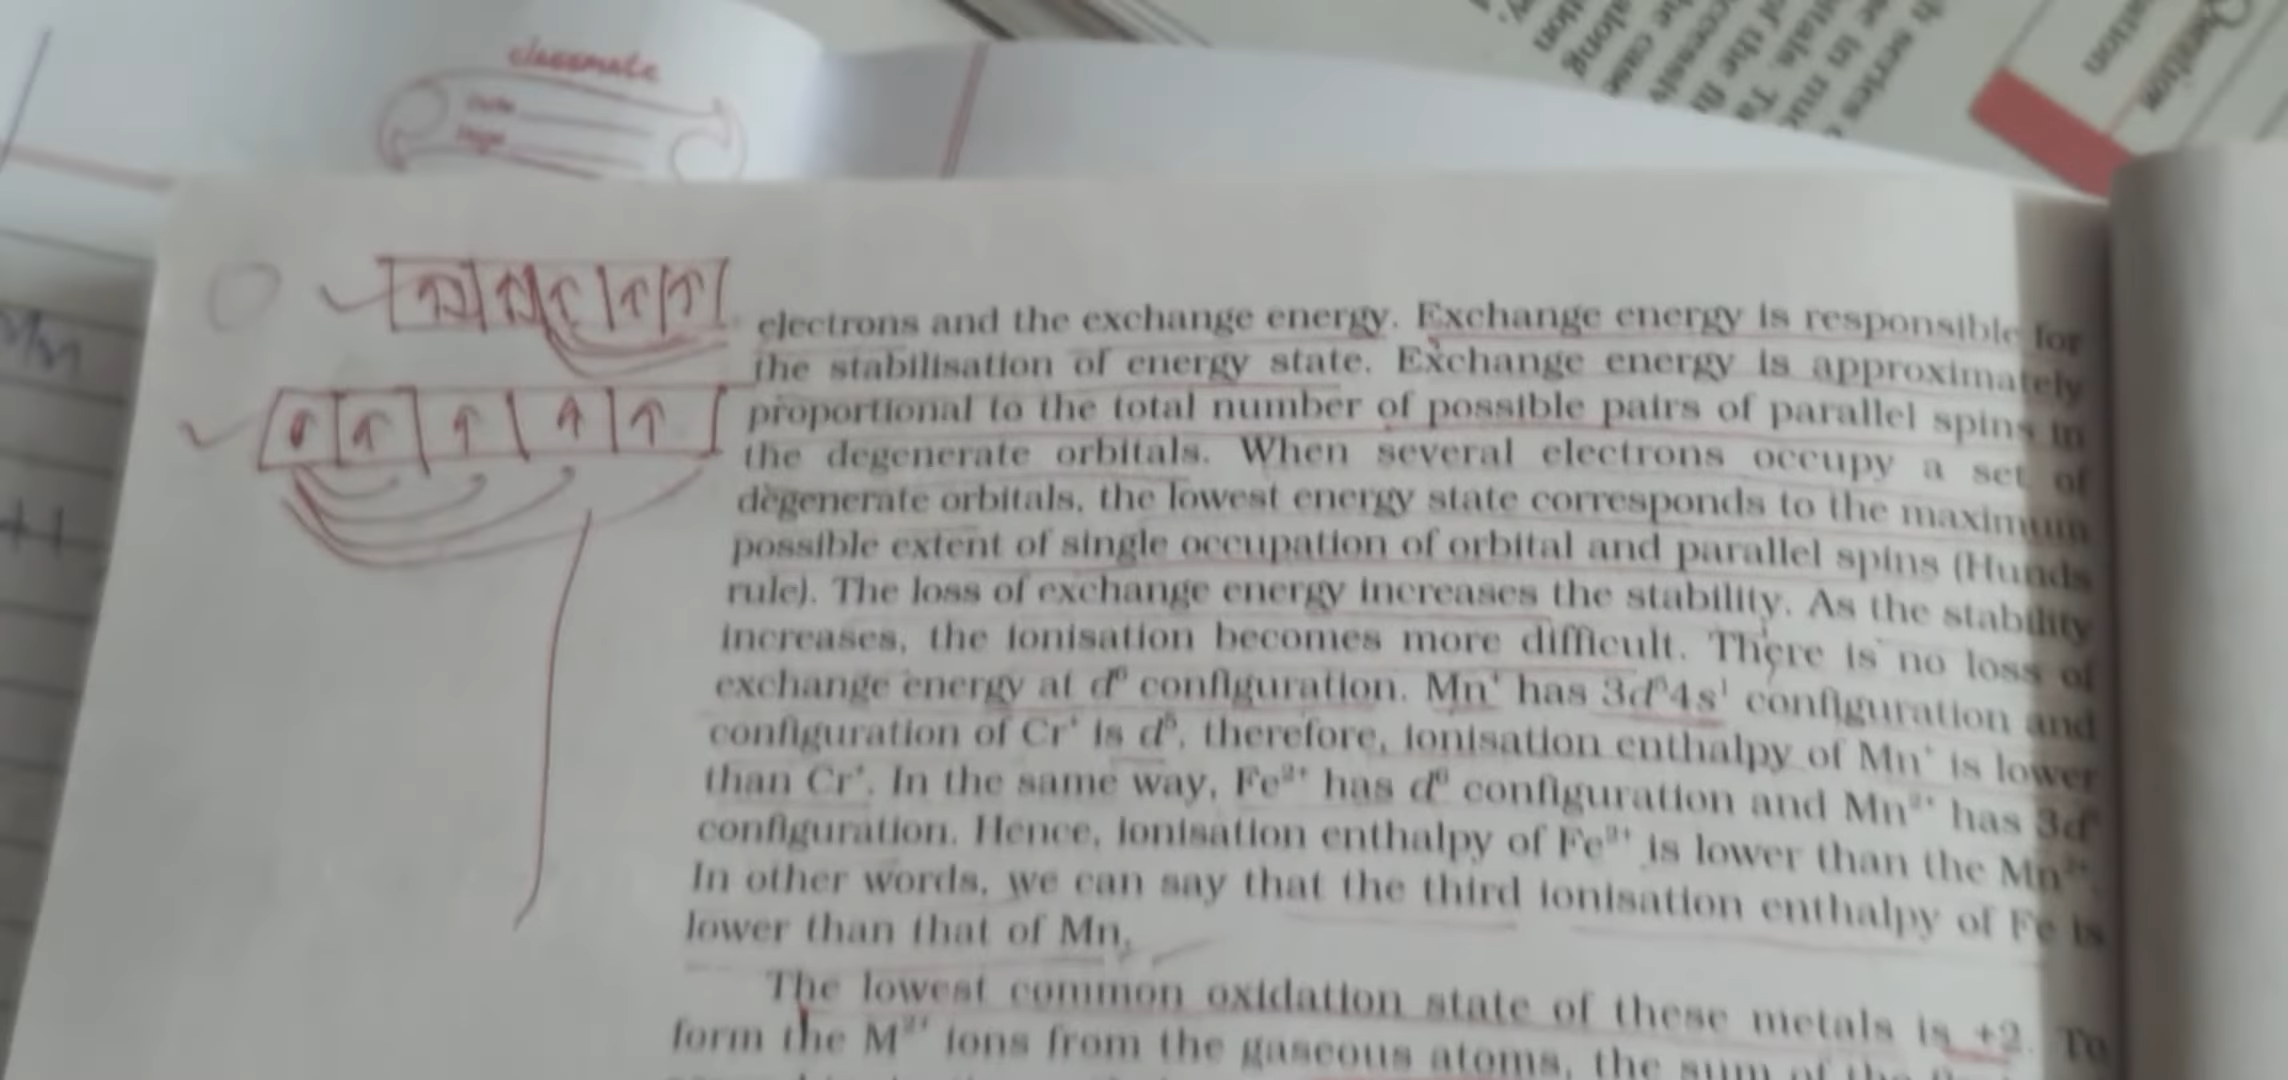 classmate
Date
Page
electrons and the exchange energy. Exchange energy is responsible for
the stabilisation of energy state. Exchange energy is approximately
proportional to the total number of possible pairs of parallel spins in
the degenerate orbitals. When several electrons occupy a set of
degenerate orbitals, the lowest energy state corresponds to the maximum
possible extent of single occupation of orbital and parallel spins (Hunds
rule). The loss of exchange energy increases the stability. As the stability
increases, the ionisation becomes more difficult. There is no loss of
exchange energy at d⁶ configuration. Mn⁺ has 3d⁵4s¹ configuration and
configuration of Cr⁺ is d⁵, therefore, ionisation enthalpy of Mn⁺ is lower
than Cr⁺. In the same way, Fe²⁺ has d⁶ configuration and Mn²⁺ has 3d⁵
configuration. Hence, ionisation enthalpy of Fe²⁺ is lower than the Mn²⁺.
In other words, we can say that the third ionisation enthalpy of Fe is
lower than that of Mn.
The lowest common oxidation state of these metals is +2. To
form the M²⁺ ions from the gaseous atoms, the sum of the